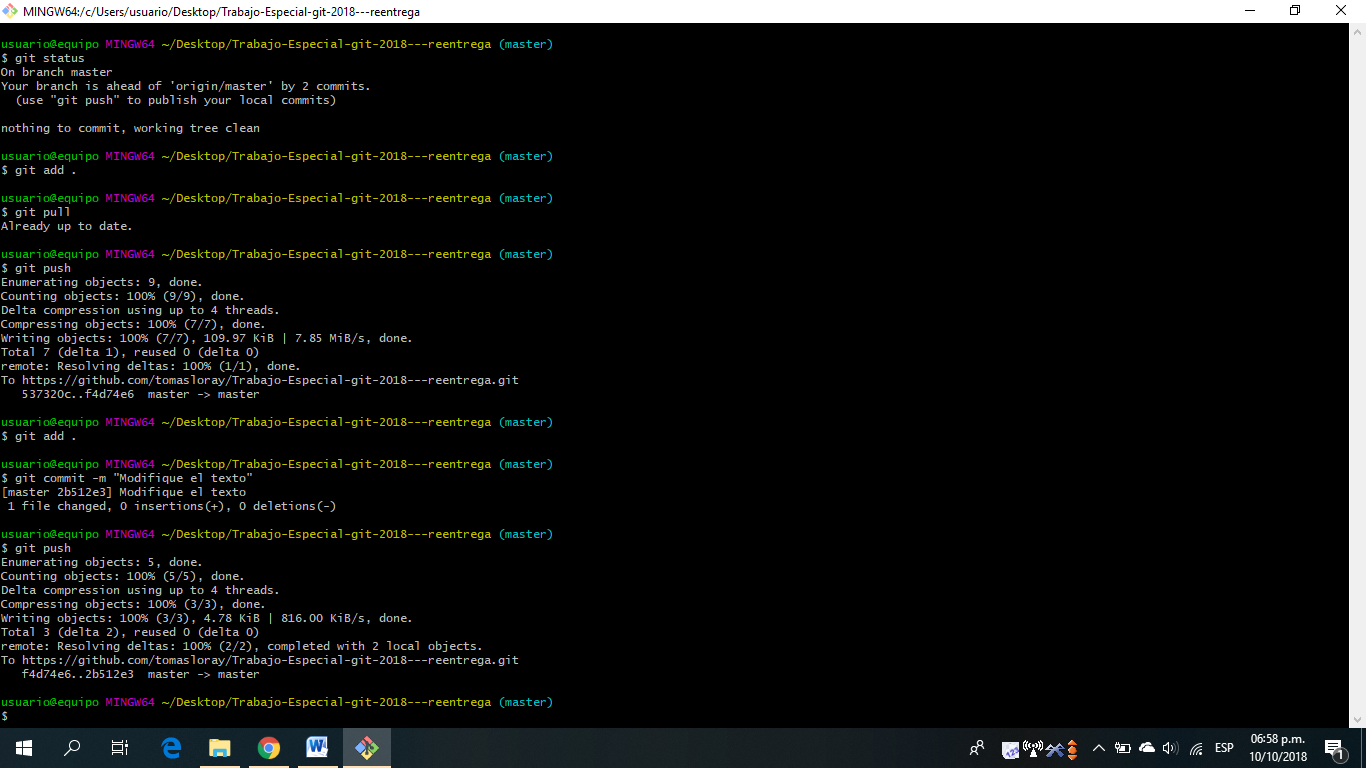 MINGW64:/c/Users/usuario/Desktop/Trabajo-Especial-git-2018---reentrega
usuario@equipo MINGW64 ~/Desktop/Trabajo-Especial-git-2018---reentrega (master)
$ git status
On branch master
Your branch is ahead of 'origin/master' by 2 commits.
  (use "git push" to publish your local commits)
nothing to commit, working tree clean
usuario@equipo MINGW64 ~/Desktop/Trabajo-Especial-git-2018---reentrega (master)
$ git add .
usuario@equipo MINGW64 ~/Desktop/Trabajo-Especial-git-2018---reentrega (master)
$ git pull
Already up to date.
usuario@equipo MINGW64 ~/Desktop/Trabajo-Especial-git-2018---reentrega (master)
$ git push
Enumerating objects: 9, done.
Counting objects: 100% (9/9), done.
Delta compression using up to 4 threads.
Compressing objects: 100% (7/7), done.
Writing objects: 100% (7/7), 109.97 KiB | 7.85 MiB/s, done.
Total 7 (delta 1), reused 0 (delta 0)
remote: Resolving deltas: 100% (1/1), done.
To https://github.com/tomasloray/Trabajo-Especial-git-2018---reentrega.git
   537320c..f4d74e6  master -> master
usuario@equipo MINGW64 ~/Desktop/Trabajo-Especial-git-2018---reentrega (master)
$ git add .
usuario@equipo MINGW64 ~/Desktop/Trabajo-Especial-git-2018---reentrega (master)
$ git commit -m "Modifique el texto"
[master 2b512e3] Modifique el texto
 1 file changed, 0 insertions(+), 0 deletions(-)
usuario@equipo MINGW64 ~/Desktop/Trabajo-Especial-git-2018---reentrega (master)
$ git push
Enumerating objects: 5, done.
Counting objects: 100% (5/5), done.
Delta compression using up to 4 threads.
Compressing objects: 100% (3/3), done.
Writing objects: 100% (3/3), 4.78 KiB | 816.00 KiB/s, done.
Total 3 (delta 2), reused 0 (delta 0)
remote: Resolving deltas: 100% (2/2), completed with 2 local objects.
To https://github.com/tomasloray/Trabajo-Especial-git-2018---reentrega.git
   f4d74e6..2b512e3  master -> master
usuario@equipo MINGW64 ~/Desktop/Trabajo-Especial-git-2018---reentrega (master)
$
ESP
06:58 p.m.
10/10/2018
1